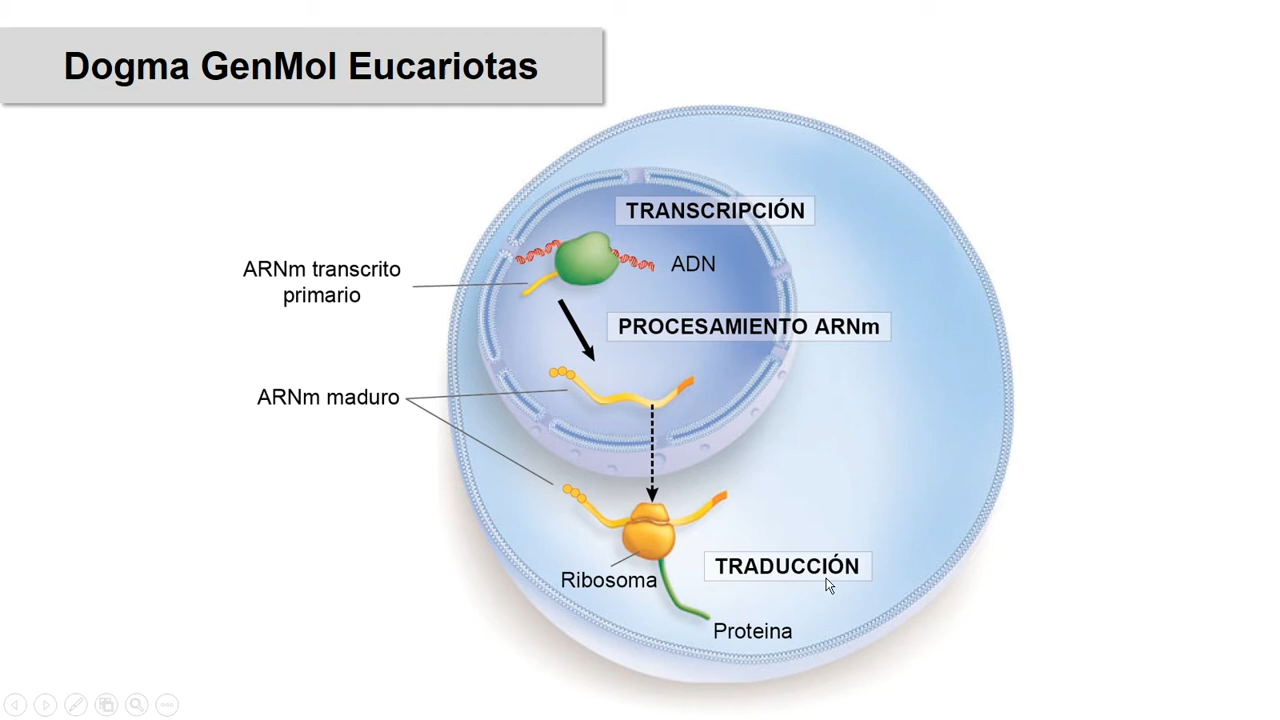 Dogma GenMol Eucariotas
TRANSCRIPCIÓN
ADN
ARNm transcrito
primario
PROCESAMIENTO ARNm
ARNm maduro
TRADUCCIÓN
Ribosoma
Proteina